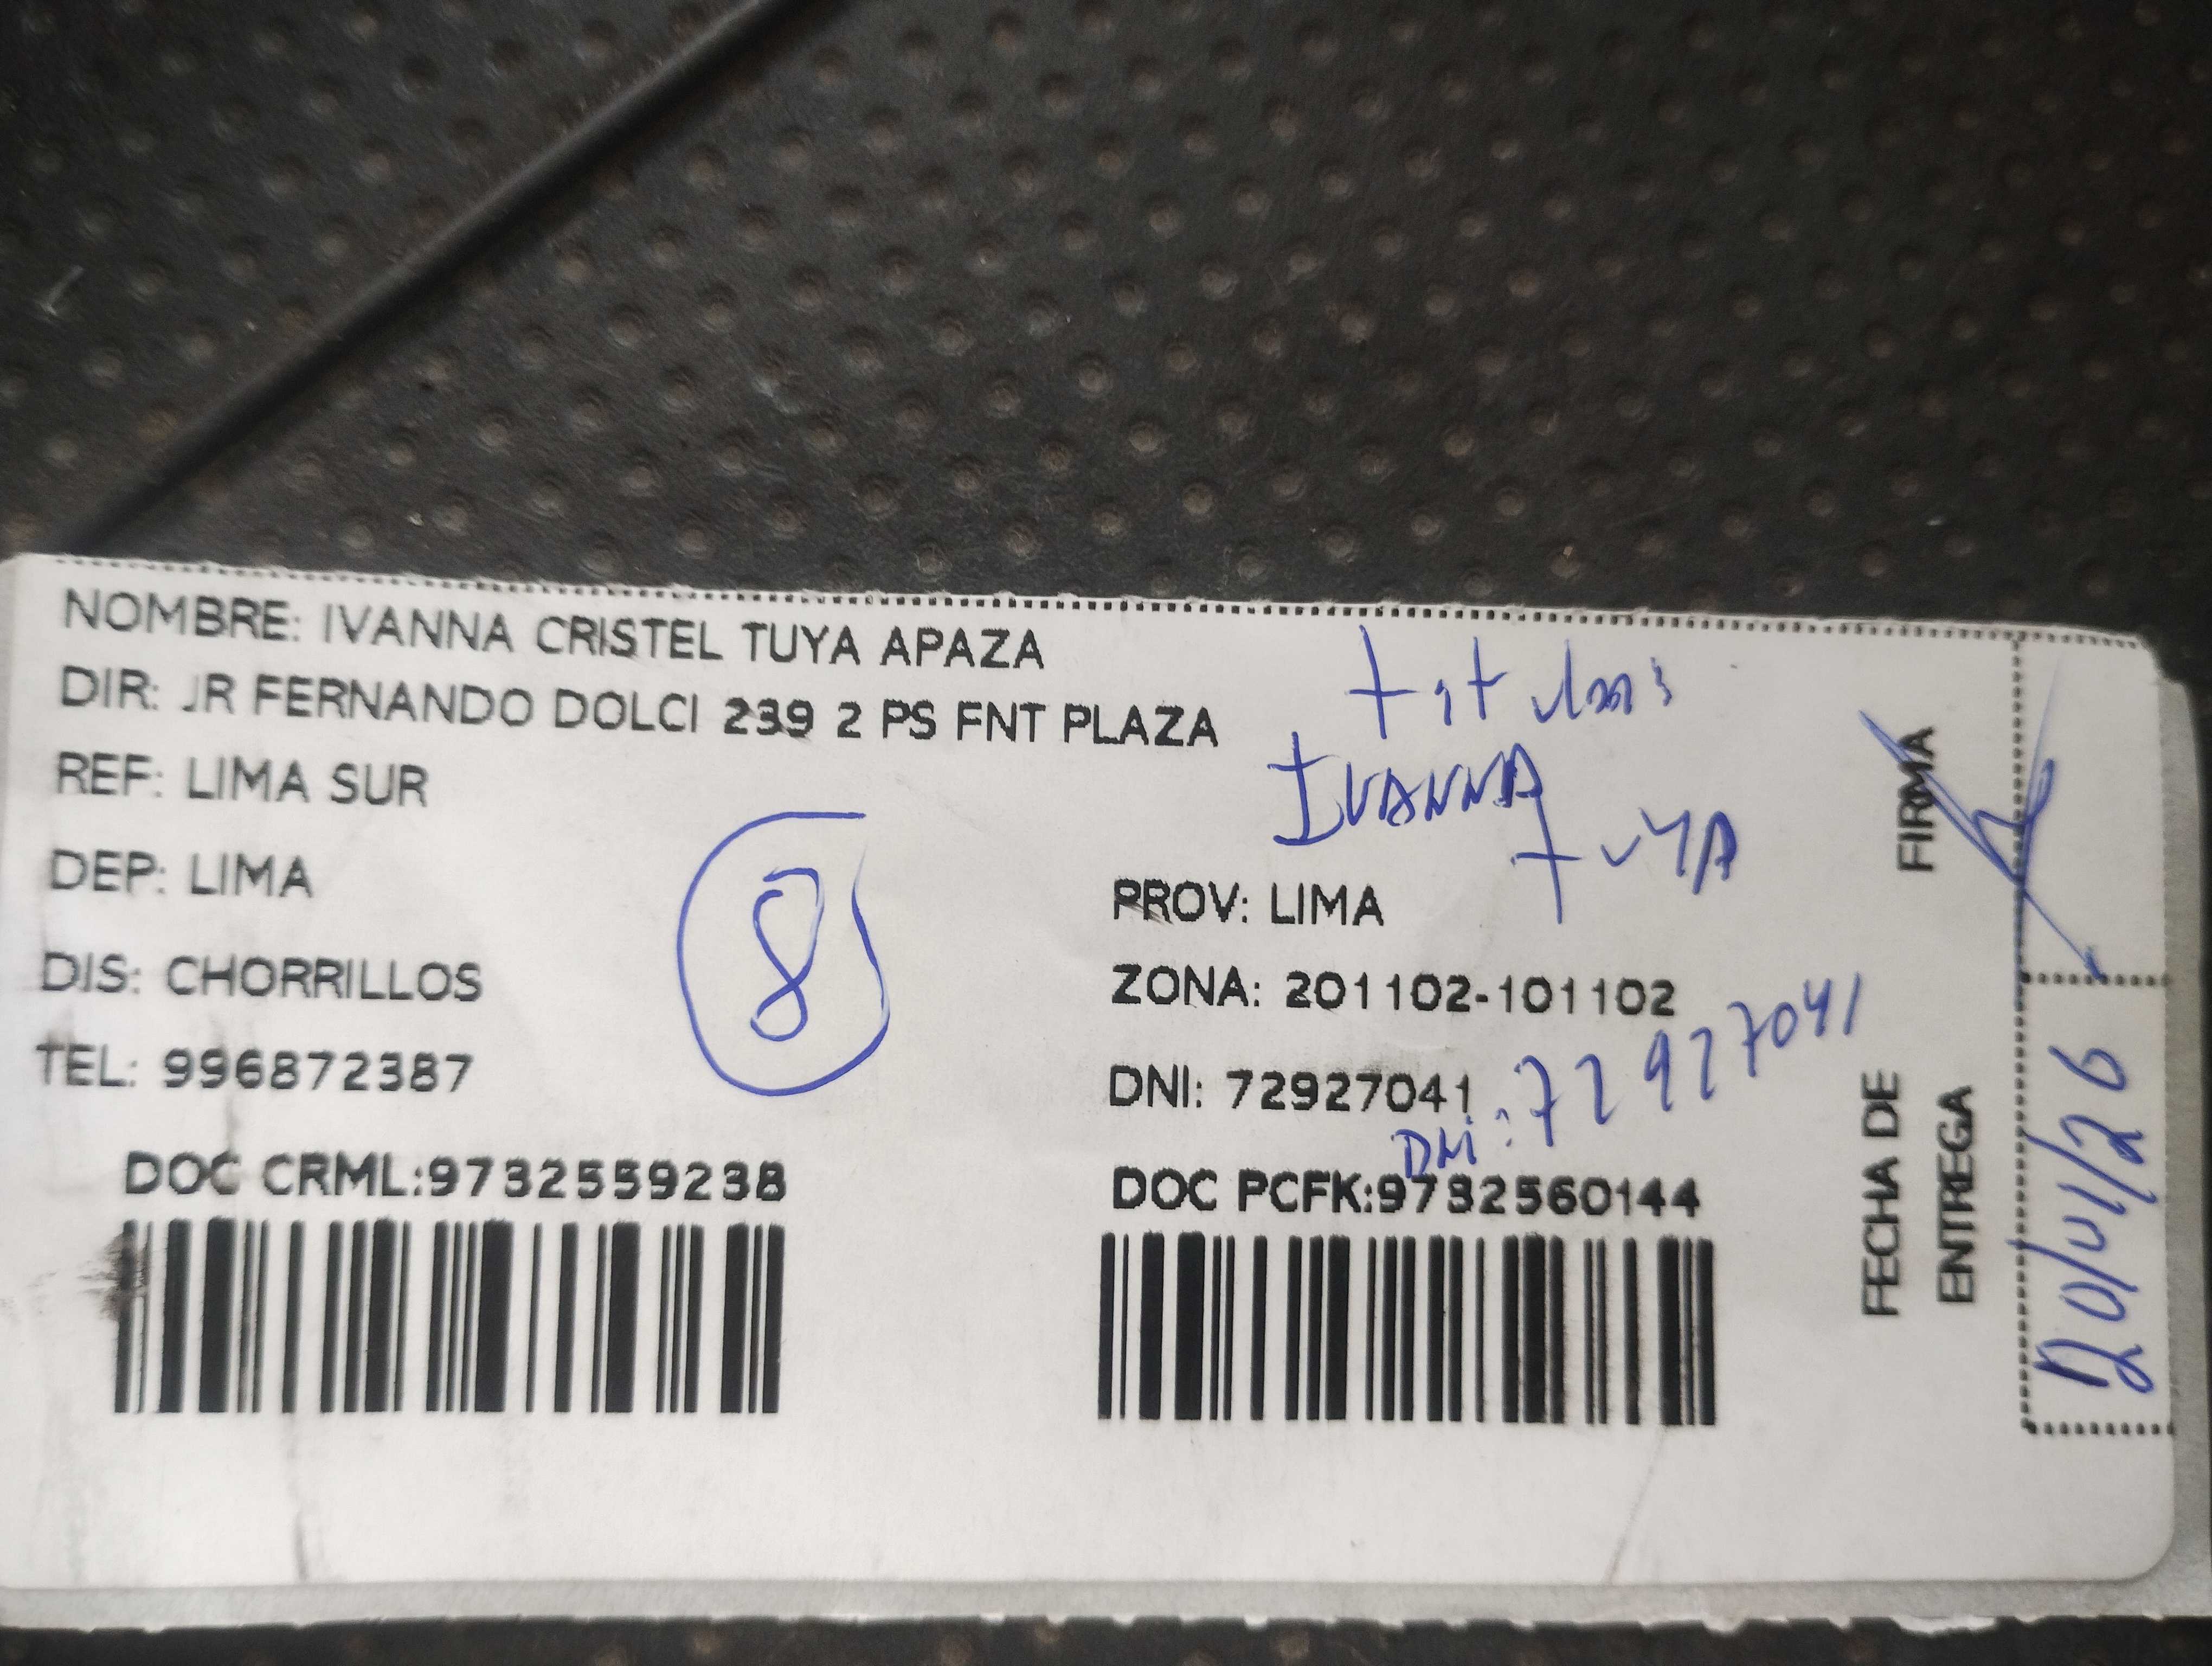 NOMBRE: IVANNA CRISTEL TUYA APAZA
DIR: JR FERNANDO DOLCI 239 2 PS FNT PLAZA
REF: LIMA SUR
DEP: LIMA
DIS: CHORRILLOS
TEL: 996872387
8
IVANNA
TUYA
PROV: LIMA
ZONA: 201102-101102
DNI: 72927041
DNI: 72927041
DOC CRML:9732559238
DOC PCFK:9732560144
FIRMA
FECHA DE
ENTREGA